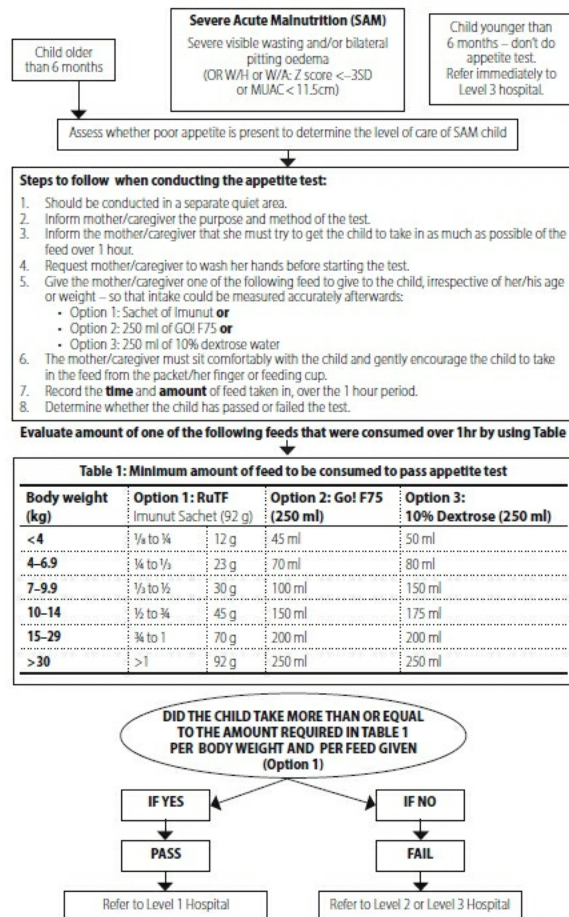 Severe Acute Malnutrition (SAM)
Severe visible wasting and/or bilateral
pitting oedema
(OR W/H or W/A: Z score <–3SD
or MUAC < 11.5cm)
Child older
than 6 months
Child younger than
6 months – don't do
appetite test.
Refer immediately to
Level 3 hospital.
Assess whether poor appetite is present to determine the level of care of SAM child
Steps to follow when conducting the appetite test:
1. Should be conducted in a separate quiet area.
2. Inform mother/caregiver the purpose and method of the test.
3. Inform the mother/caregiver that she must try to get the child to take in as much as possible of the
feed over 1 hour.
4. Request mother/caregiver to wash her hands before starting the test.
5. Give the mother/caregiver one of the following feed to give to the child, irrespective of her/his age
or weight – so that intake could be measured accurately afterwards:
• Option 1: Sachet of Imunut or
• Option 2: 250 ml of GO! F75 or
• Option 3: 250 ml of 10% dextrose water
6. The mother/caregiver must sit comfortably with the child and gently encourage the child to take
in the feed from the packet/her finger or feeding cup.
7. Record the time and amount of feed taken in, over the 1 hour period.
8. Determine whether the child has passed or failed the test.
Evaluate amount of one of the following feeds that were consumed over 1hr by using Table
Table 1: Minimum amount of feed to be consumed to pass appetite test
Body weight Option 1: RuTF Option 2: Go! F75 Option 3:
(kg) Imunut Sachet (92 g) (250 ml) 10% Dextrose (250 ml)
<4 ⅛ to ¼ 12 g 45 ml 50 ml
4–6.9 ¼ to ⅓ 23 g 70 ml 80 ml
7–9.9 ⅓ to ½ 30 g 100 ml 150 ml
10–14 ½ to ¾ 45 g 150 ml 175 ml
15–29 ¾ to 1 70 g 200 ml 200 ml
>30 >1 92 g 250 ml 250 ml
DID THE CHILD TAKE MORE THAN OR EQUAL
TO THE AMOUNT REQUIRED IN TABLE 1
PER BODY WEIGHT AND PER FEED GIVEN
(Option 1)
IF YES
IF NO
PASS
FAIL
Refer to Level 1 Hospital
Refer to Level 2 or Level 3 Hospital